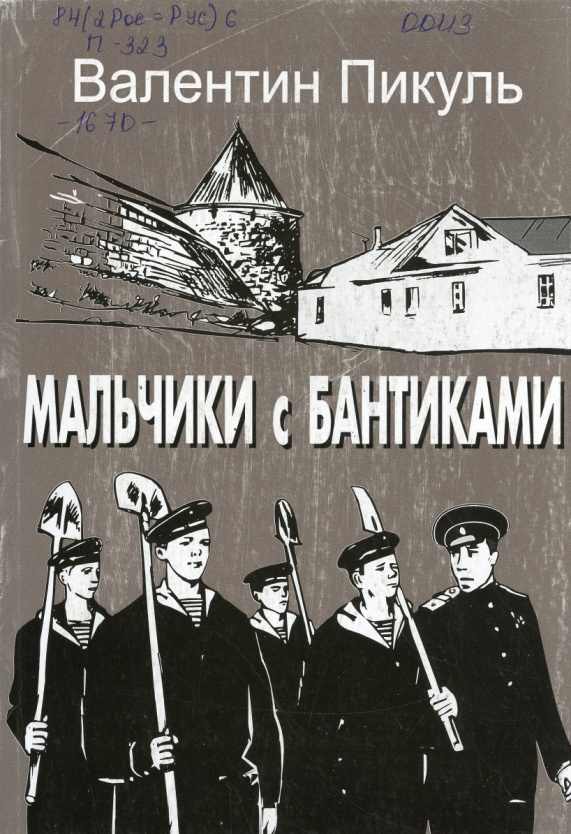 84(2Рос=Рус)6
П-323
ООИЗ
Валентин Пикуль
-1670-
МАЛЬЧИКИ с БАНТИКАМИ